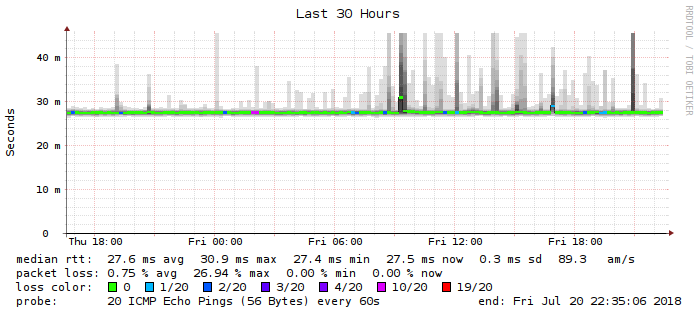 Last 30 Hours
RRDTOOL / TOBI OETIKER
Seconds
40 m
30 m
20 m
10 m
0
Thu 18:00 Fri 00:00 Fri 06:00 Fri 12:00 Fri 18:00
median rtt: 27.6 ms avg 30.9 ms max 27.4 ms min 27.5 ms now 0.3 ms sd 89.3 am/s
packet loss: 0.75 % avg 26.94 % max 0.00 % min 0.00 % now
loss color: 0 1/20 2/20 3/20 4/20 10/20 19/20
probe: 20 ICMP Echo Pings (56 Bytes) every 60s end: Fri Jul 20 22:35:06 2018